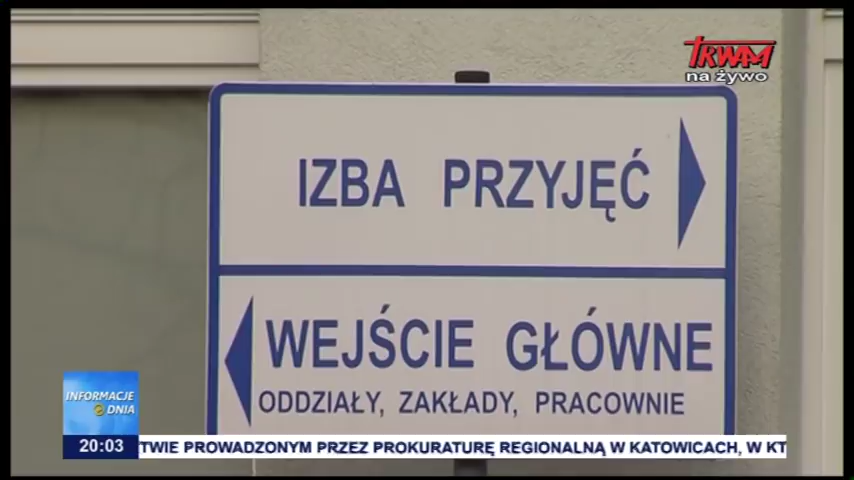 TRWAM
na żywo
IZBA PRZYJĘĆ
WEJŚCIE GŁÓWNE
ODDZIAŁY, ZAKŁADY, PRACOWNIE
INFORMACJE
DNIA
20:03 TWIE PROWADZONYM PRZEZ PROKURATURĘ REGIONALNĄ W KATOWICACH, W KT